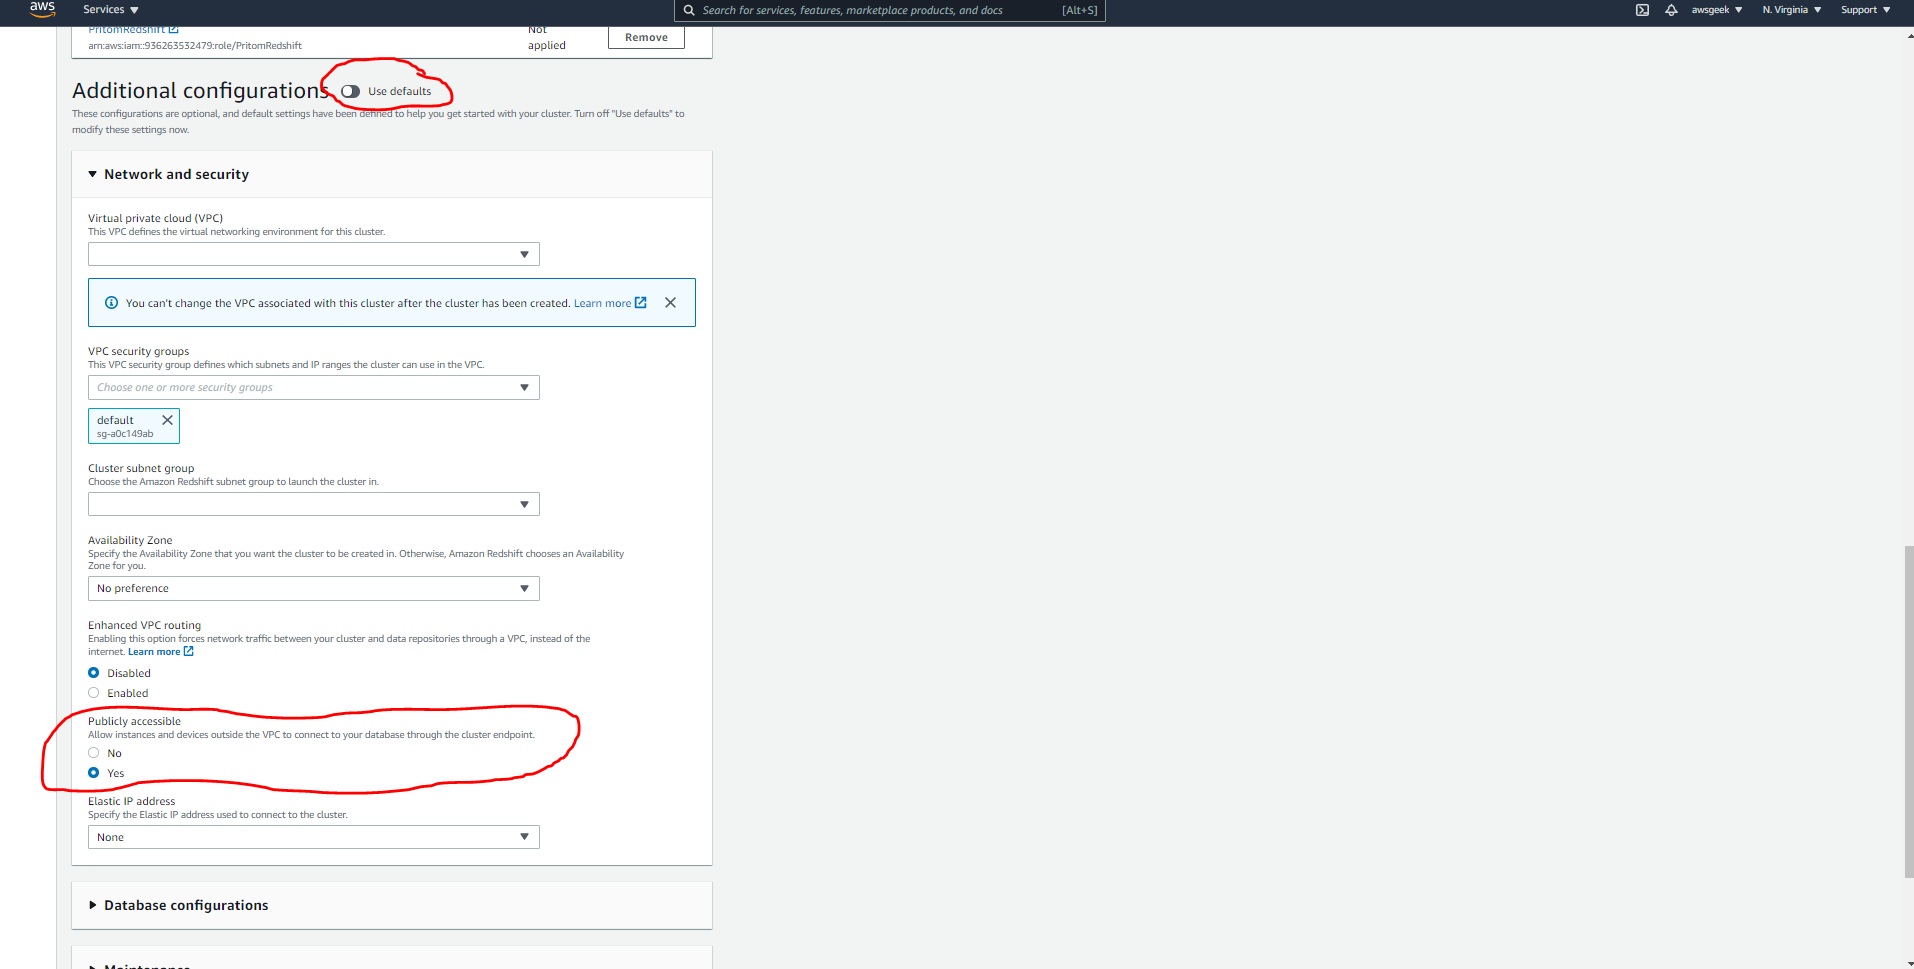 aws Services Search for services, features, marketplace products, and docs [Alt+S] awsgeek N. Virginia Support
PritomRedshift
arn:aws:iam::936263532479:role/PritomRedshift
Not
applied
Remove
Additional configurations Use defaults
These configurations are optional, and default settings have been defined to help you get started with your cluster. Turn off "Use defaults" to
modify these settings now.
Network and security
Virtual private cloud (VPC)
This VPC defines the virtual networking environment for this cluster.
You can't change the VPC associated with this cluster after the cluster has been created. Learn more
VPC security groups
This VPC security group defines which subnets and IP ranges the cluster can use in the VPC.
Choose one or more security groups
default
sg-a0c149ab
Cluster subnet group
Choose the Amazon Redshift subnet group to launch the cluster in.
Availability Zone
Specify the Availability Zone that you want the cluster to be created in. Otherwise, Amazon Redshift chooses an Availability
Zone for you.
No preference
Enhanced VPC routing
Enabling this option forces network traffic between your cluster and data repositories through a VPC, instead of the
internet. Learn more
Disabled
Enabled
Publicly accessible
Allow instances and devices outside the VPC to connect to your database through the cluster endpoint.
No
Yes
Elastic IP address
Specify the Elastic IP address used to connect to the cluster.
None
Database configurations
Maintenance